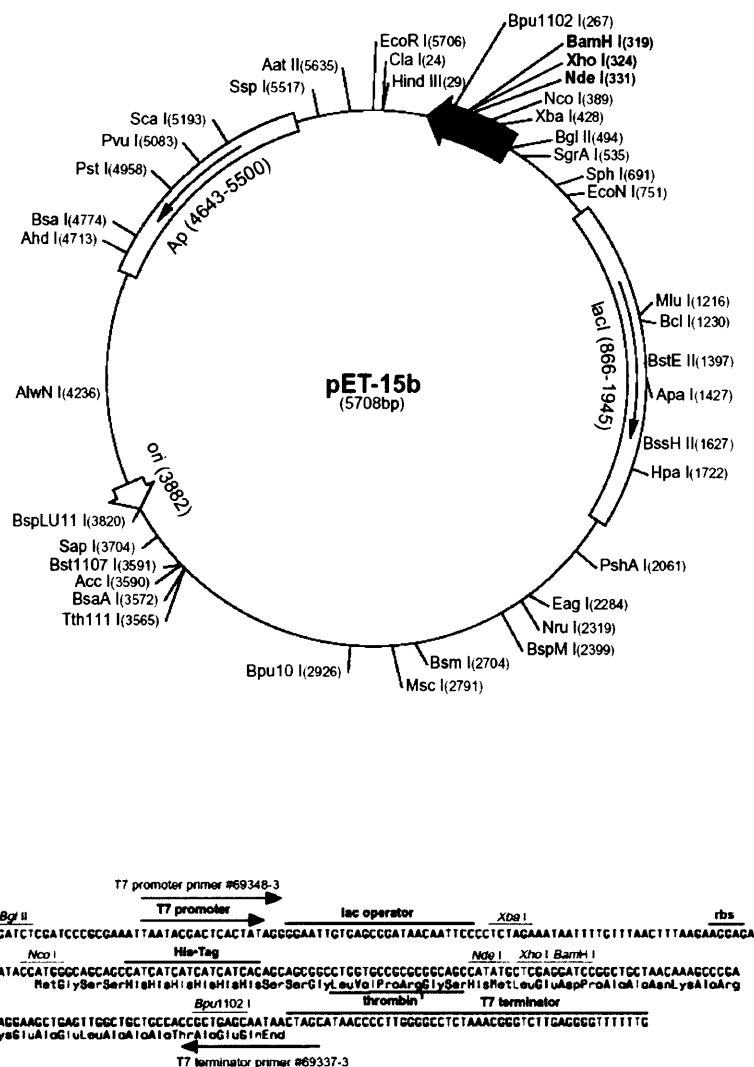 Bpu1102 I(267)
EcoR I(5706)
BamH I(319)
Aat II(5635)
Cla I(24)
Xho I(324)
Ssp I(5517)
Hind III(29)
Nde I(331)
Nco I(389)
Sca I(5193)
Xba I(428)
Pvu I(5083)
Bgl II(494)
SgrA I(535)
Pst I(4958)
Sph I(691)
EcoN I(751)
Ap (4643-5500)
Bsa I(4774)
Ahd I(4713)
Mlu I(1216)
Bcl I(1230)
lacI (866-1945)
BstE II(1397)
pET-15b
(5708bp)
AlwN I(4236)
Apa I(1427)
BssH II(1627)
Hpa I(1722)
ori (3882)
BspLU11 I(3820)
Sap I(3704)
Bst1107 I(3591)
Acc I(3590)
BsaA I(3572)
Tth111 I(3565)
PshA I(2061)
Eag I(2284)
Nru I(2319)
BspM I(2399)
Bsm I(2704)
Bpu10 I(2926)
Msc I(2791)
T7 promoter primer #69348-3
Bgl II
T7 promoter
lac operator
Xba I
rbs
GATCTCGATCCCGCGAAATTAATACGACTCACTATAGGGGAATTGTGAGCGGATAACAATTCCCCTCTAGAAATAATTTTGTTTAACTTTAAGAAGGAGA
Nco I
His•Tag
Nde I
Xho I
BamH I
ATACCATGGGCAGCAGCCATCATCATCATCATCACAGCAGCGGCCTGGTGCCGCGCGGCAGCCATATGCTCGAGGATCCGGCTGCTAACAAAGCCCGA
MetGlySerSerHisHisHisHisHisHisSerSerGlyLeuValProArgGlySerHisMetLeuGluAspProAlaAlaAsnLysAlaArg
Bpu1102 I
thrombin
T7 terminator
AGGAAGCTGAGTTGGCTGCTGCCACCGCTGAGCAATAACTAGCATAACCCCTTGGGGCCTCTAAACGGGTCTTGAGGGGTTTTTTG
ysGluAlaGluLeuAlaAlaAlaThrAlaGluGlnEnd
T7 terminator primer #69337-3